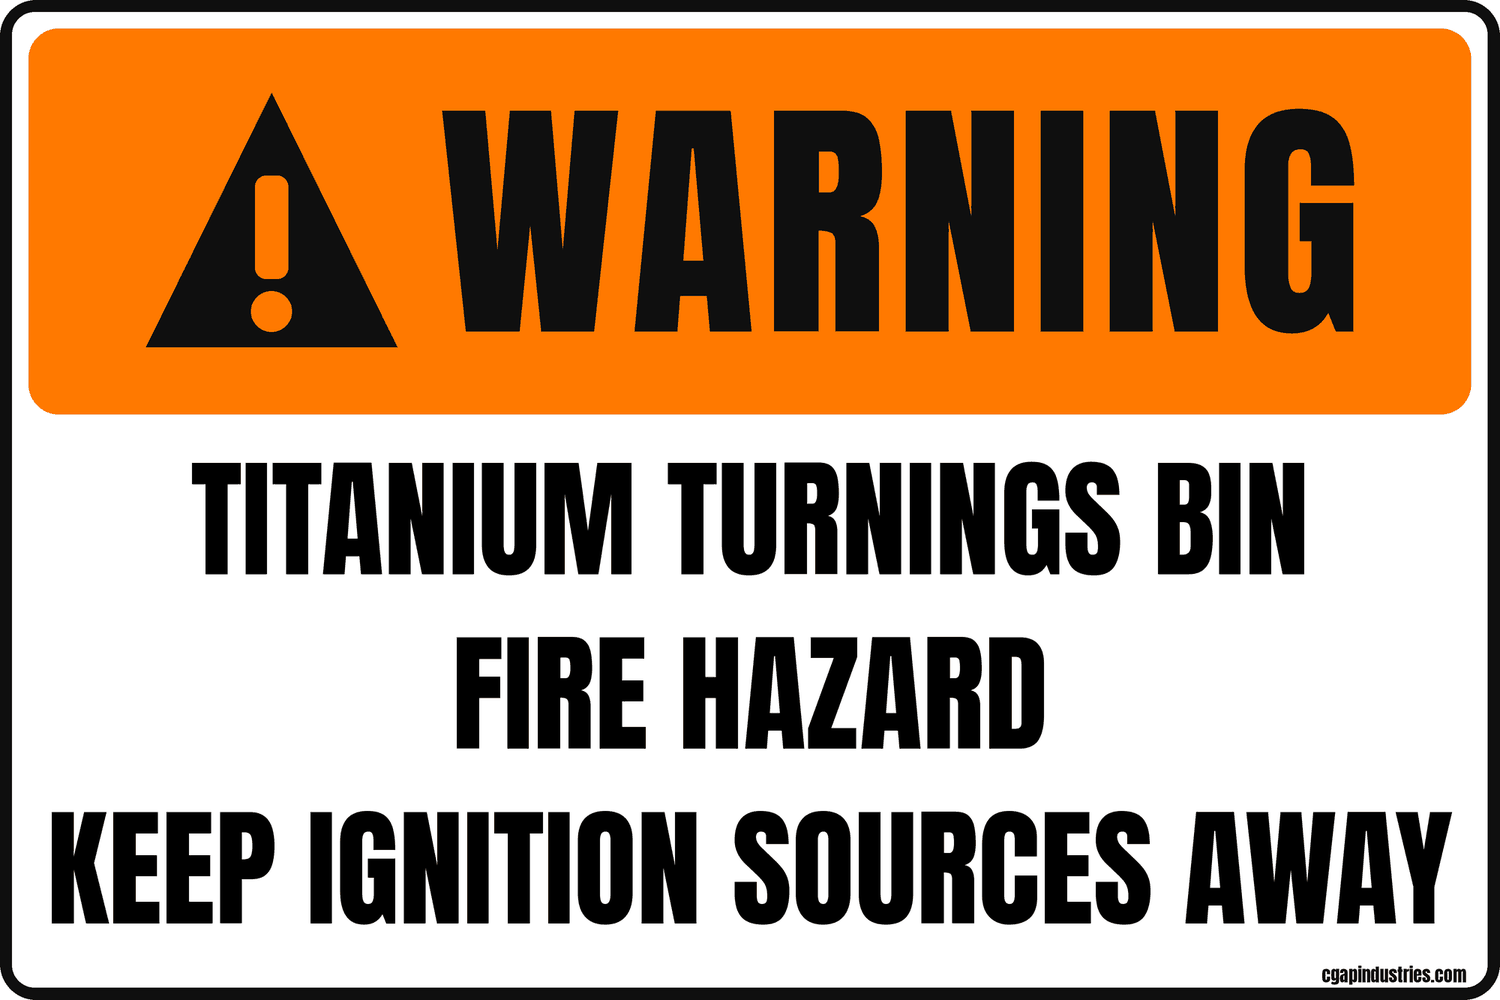 WARNING
TITANIUM TURNINGS BIN
FIRE HAZARD
KEEP IGNITION SOURCES AWAY
cgapindustries.com